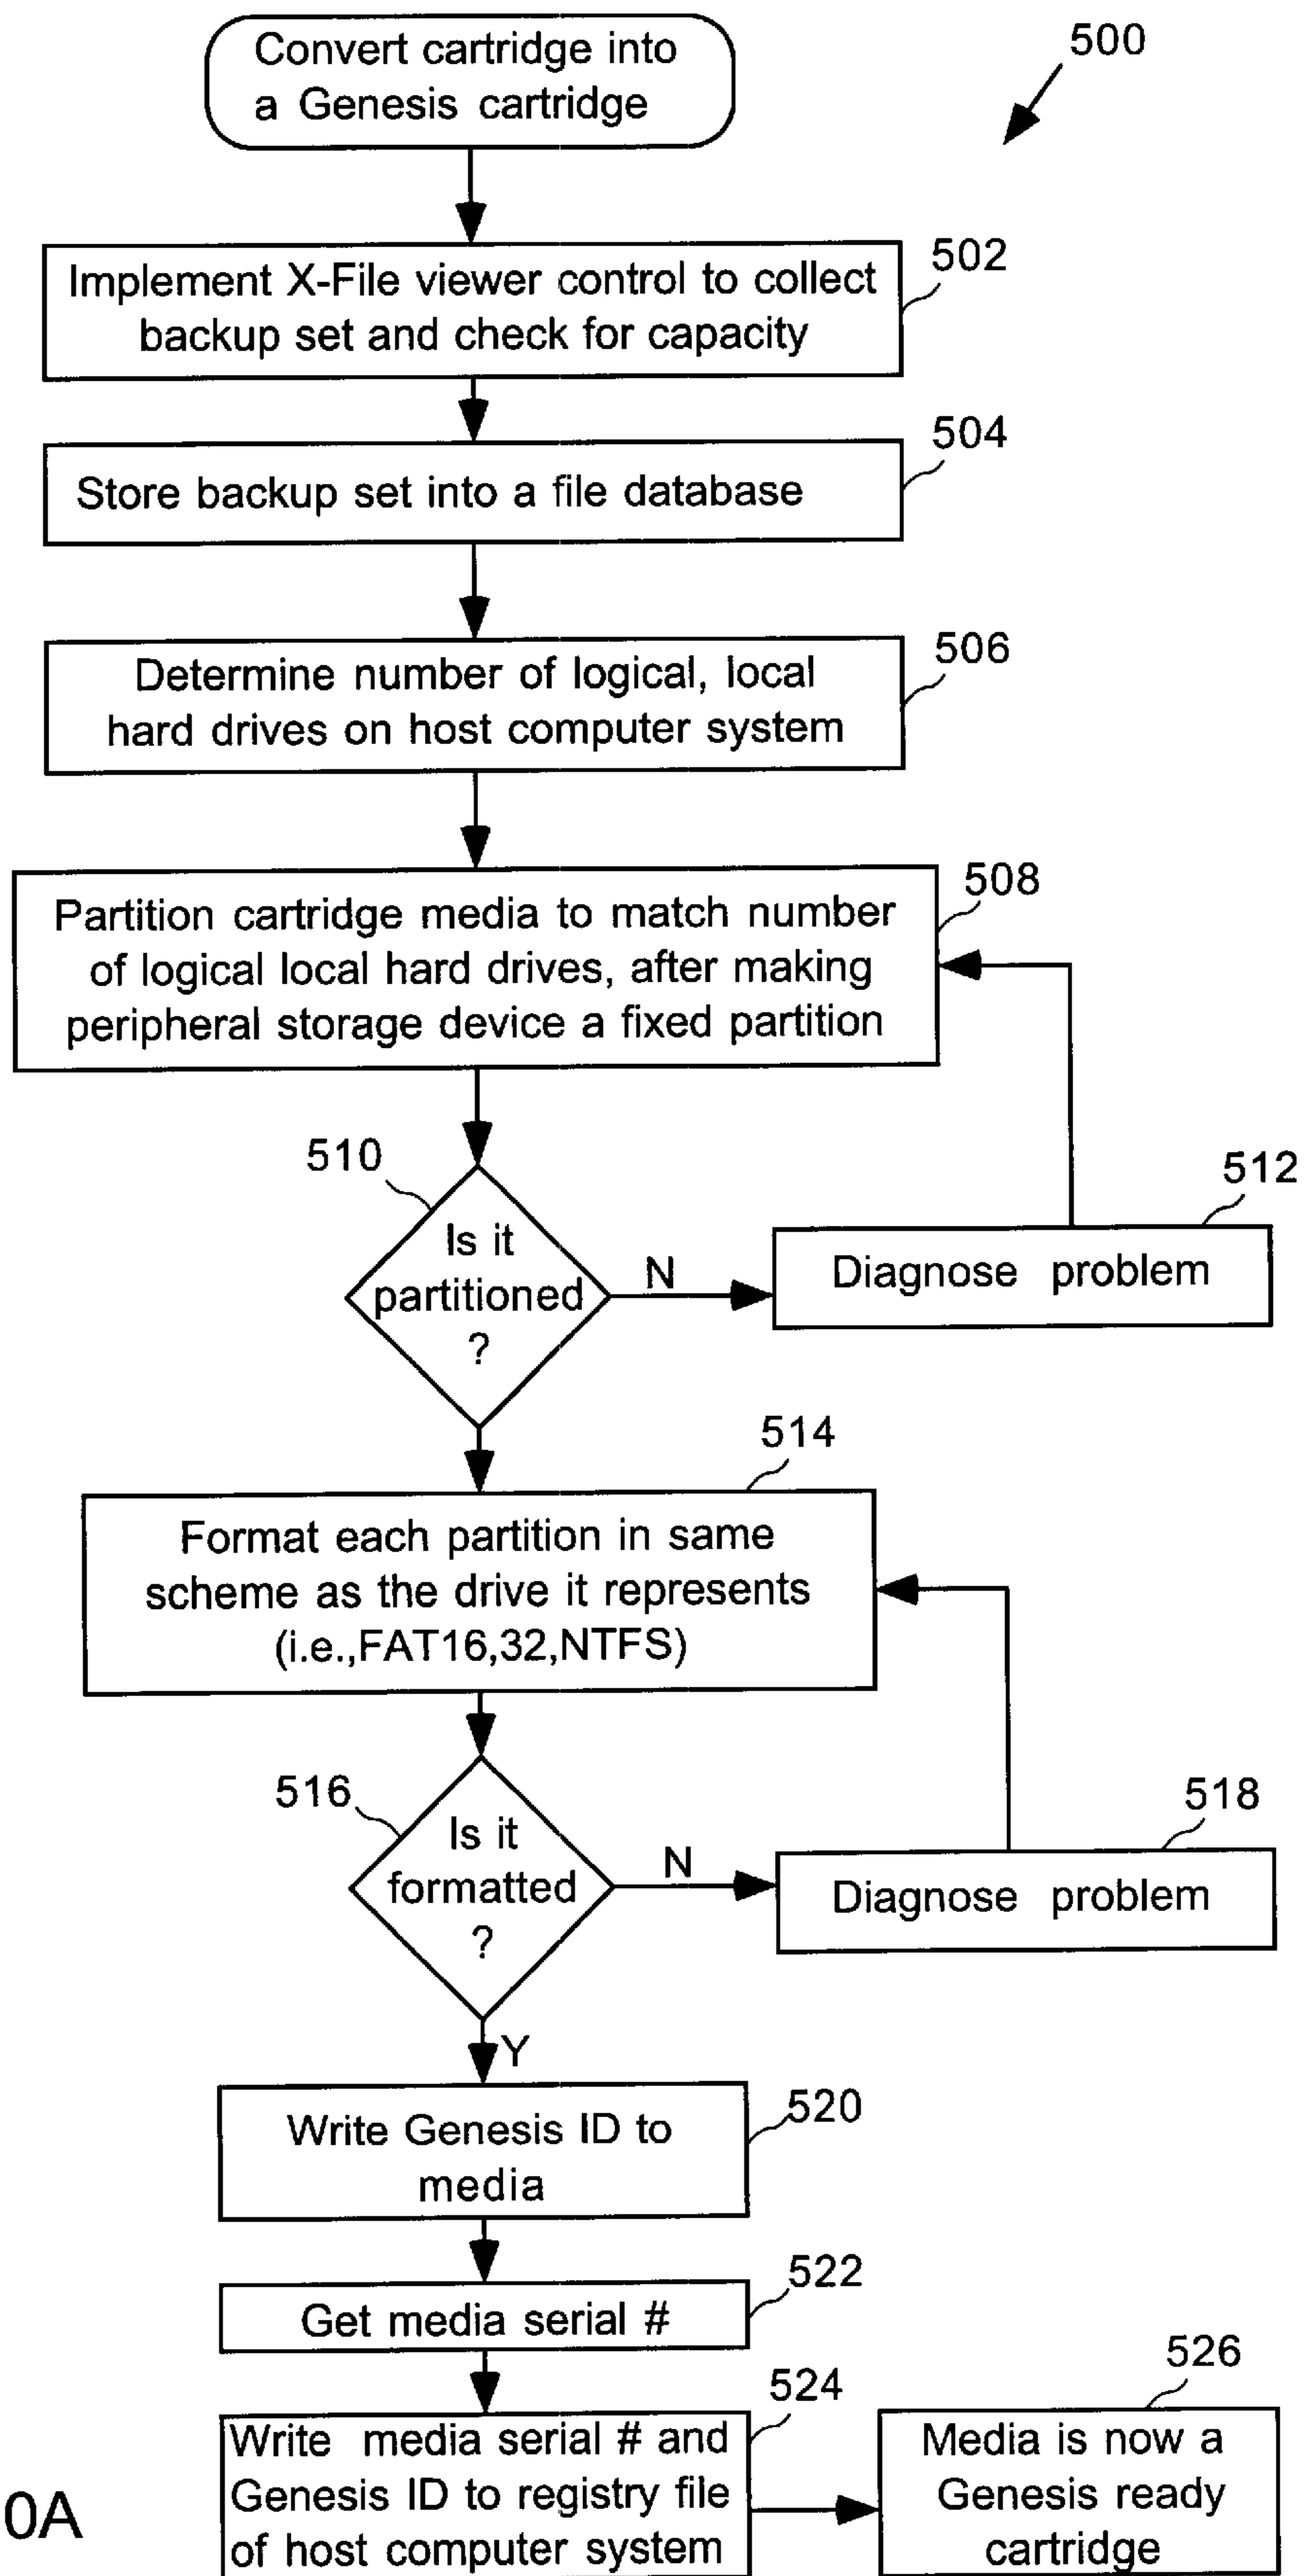 Convert cartridge into
a Genesis cartridge
500
502
Implement X-File viewer control to collect
backup set and check for capacity
504
Store backup set into a file database
506
Determine number of logical, local
hard drives on host computer system
508
Partition cartridge media to match number
of logical local hard drives, after making
peripheral storage device a fixed partition
510
Is it
partitioned
?
N
512
Diagnose problem
514
Format each partition in same
scheme as the drive it represents
(i.e.,FAT16,32,NTFS)
516
Is it
formatted
?
N
518
Diagnose problem
Y
520
Write Genesis ID to
media
522
Get media serial #
524
Write media serial # and
Genesis ID to registry file
of host computer system
526
Media is now a
Genesis ready
cartridge
0A